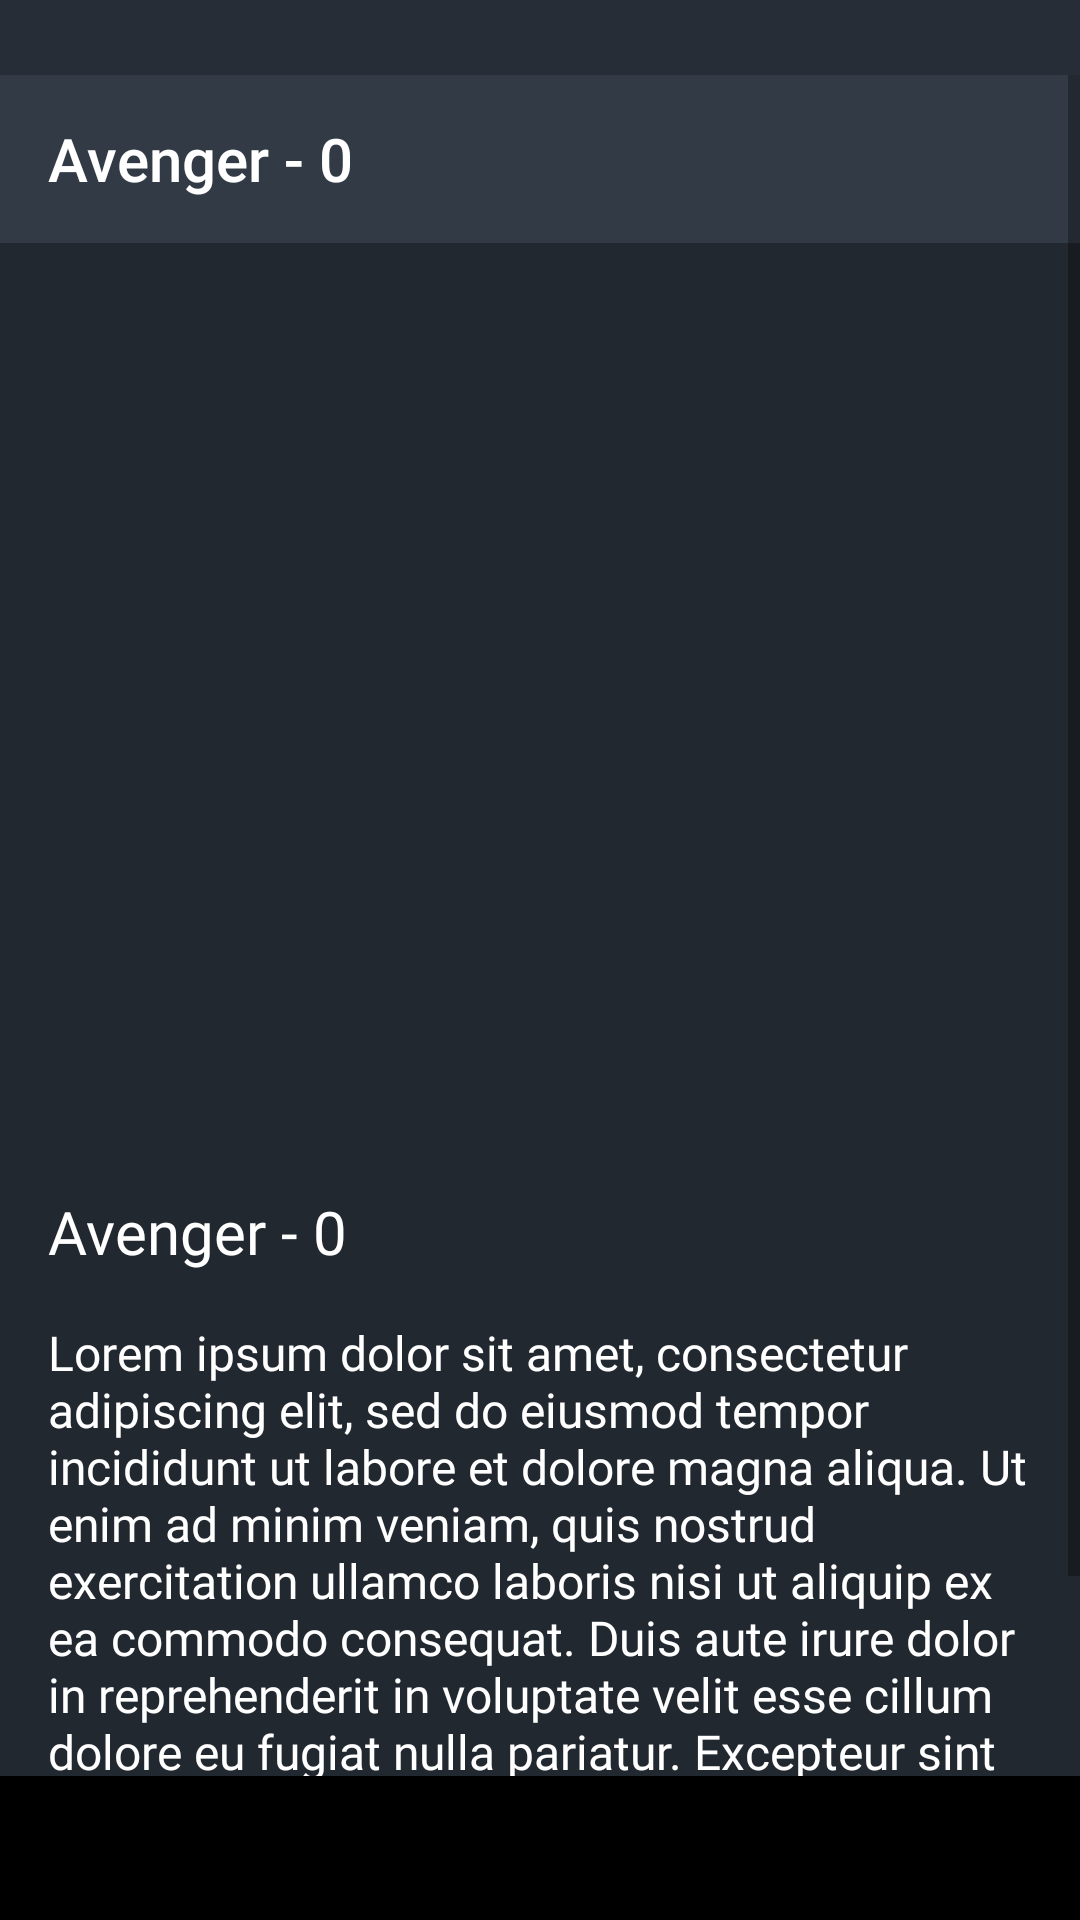 Avenger - 0
Avenger - 0
Lorem ipsum dolor sit amet, consectetur
adipiscing elit, sed do eiusmod tempor
incididunt ut labore et dolore magna aliqua. Ut
enim ad minim veniam, quis nostrud
exercitation ullamco laboris nisi ut aliquip ex
ea commodo consequat. Duis aute irure dolor
in reprehenderit in voluptate velit esse cillum
dolore eu fugiat nulla pariatur. Excepteur sint